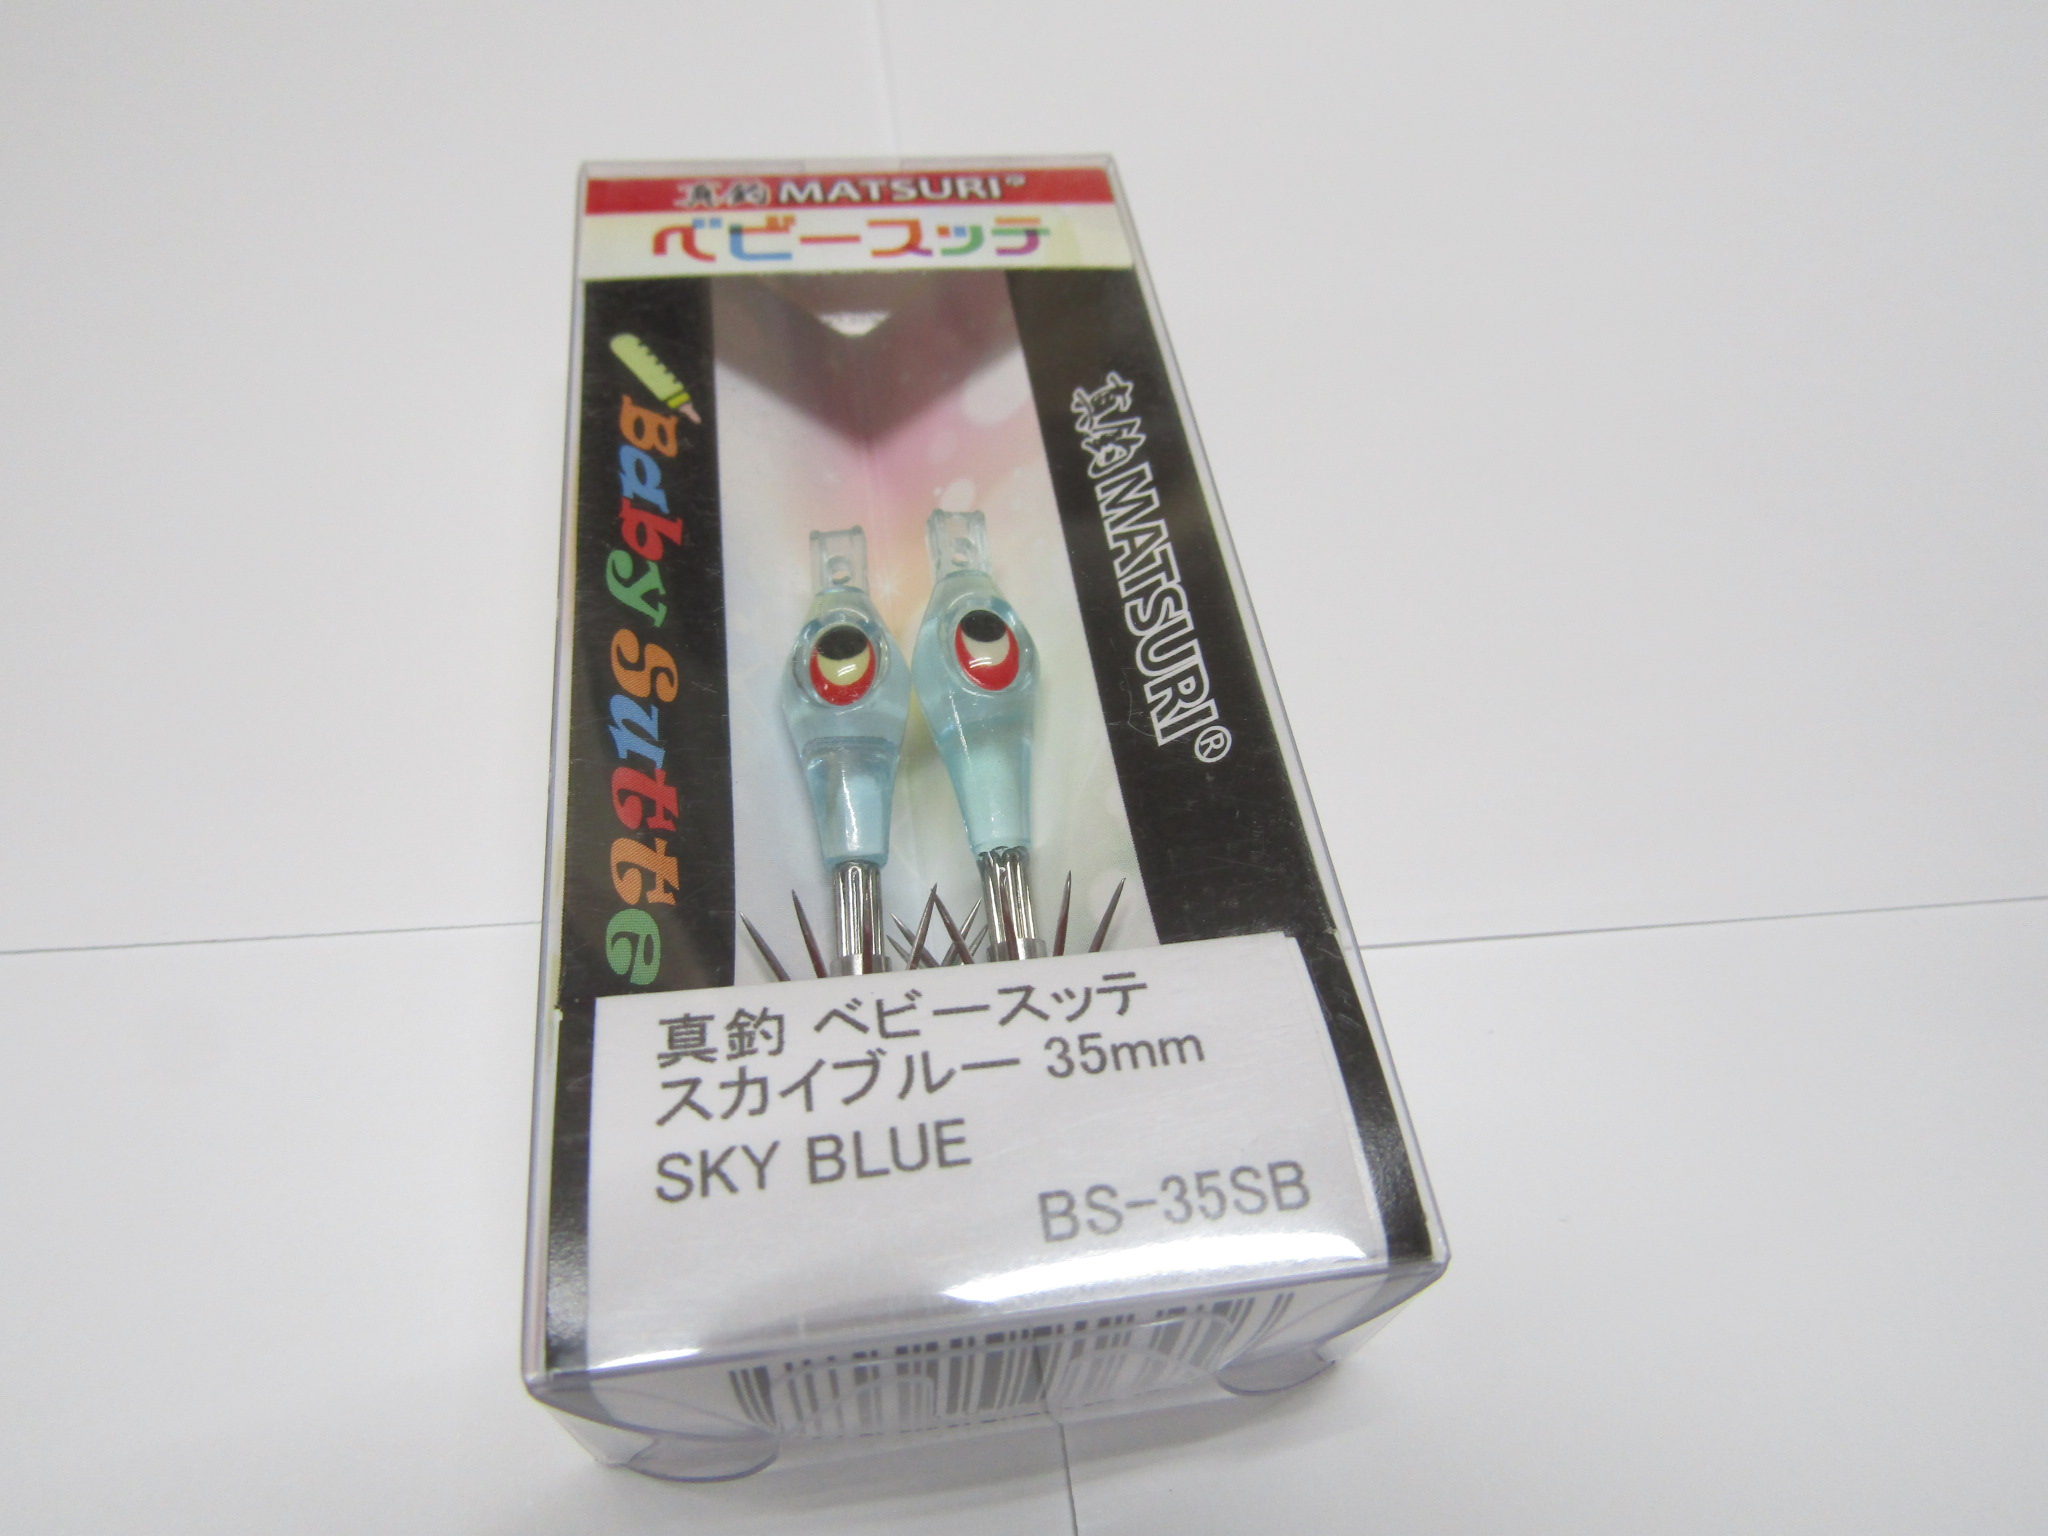 真釣 MATSURI®
ベビースッテ
Baby Sutte
真釣 MATSURI®
真釣 ベビースッテ
スカイブルー 35mm
SKY BLUE
BS-35SB